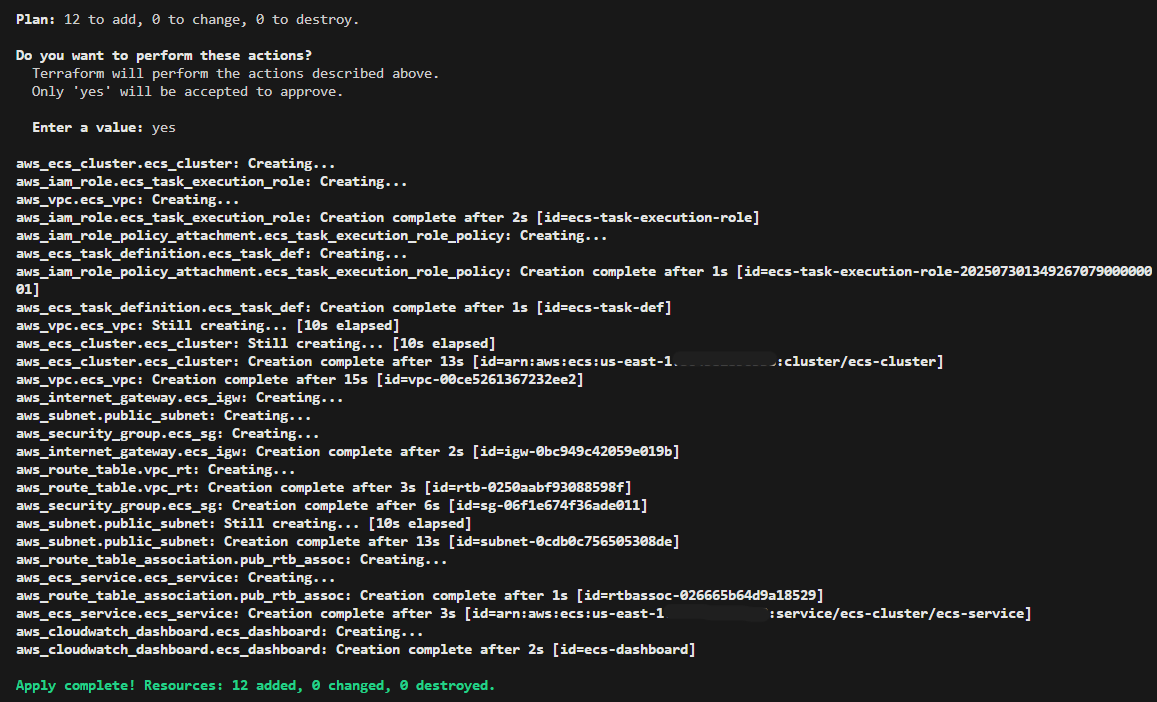 Plan: 12 to add, 0 to change, 0 to destroy.
Do you want to perform these actions?
Terraform will perform the actions described above.
Only 'yes' will be accepted to approve.
Enter a value: yes
aws_ecs_cluster.ecs_cluster: Creating...
aws_iam_role.ecs_task_execution_role: Creating...
aws_vpc.ecs_vpc: Creating...
aws_iam_role.ecs_task_execution_role: Creation complete after 2s [id=ecs-task-execution-role]
aws_iam_role_policy_attachment.ecs_task_execution_role_policy: Creating...
aws_ecs_task_definition.ecs_task_def: Creating...
aws_iam_role_policy_attachment.ecs_task_execution_role_policy: Creation complete after 1s [id=ecs-task-execution-role-202507301349267079000000
01]
aws_ecs_task_definition.ecs_task_def: Creation complete after 1s [id=ecs-task-def]
aws_vpc.ecs_vpc: Still creating... [10s elapsed]
aws_ecs_cluster.ecs_cluster: Still creating... [10s elapsed]
aws_ecs_cluster.ecs_cluster: Creation complete after 13s [id=arn:aws:ecs:us-east-1: :cluster/ecs-cluster]
aws_vpc.ecs_vpc: Creation complete after 15s [id=vpc-00ce5261367232ee2]
aws_internet_gateway.ecs_igw: Creating...
aws_subnet.public_subnet: Creating...
aws_security_group.ecs_sg: Creating...
aws_internet_gateway.ecs_igw: Creation complete after 2s [id=igw-0bc949c42059e019b]
aws_route_table.vpc_rt: Creating...
aws_route_table.vpc_rt: Creation complete after 3s [id=rtb-0250aabf93088598f]
aws_security_group.ecs_sg: Creation complete after 6s [id=sg-06f1e674f36ade011]
aws_subnet.public_subnet: Still creating... [10s elapsed]
aws_subnet.public_subnet: Creation complete after 13s [id=subnet-0cdb0c756505308de]
aws_route_table_association.pub_rtb_assoc: Creating...
aws_ecs_service.ecs_service: Creating...
aws_route_table_association.pub_rtb_assoc: Creation complete after 1s [id=rtbassoc-026665b64d9a18529]
aws_ecs_service.ecs_service: Creation complete after 3s [id=arn:aws:ecs:us-east-1 :service/ecs-cluster/ecs-service]
aws_cloudwatch_dashboard.ecs_dashboard: Creating...
aws_cloudwatch_dashboard.ecs_dashboard: Creation complete after 2s [id=ecs-dashboard]
Apply complete! Resources: 12 added, 0 changed, 0 destroyed.